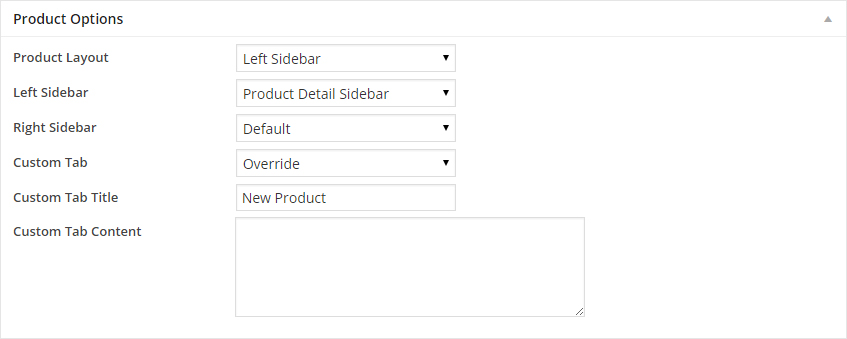 Product Options
Product Layout Left Sidebar
Left Sidebar Product Detail Sidebar
Right Sidebar Default
Custom Tab Override
Custom Tab Title New Product
Custom Tab Content